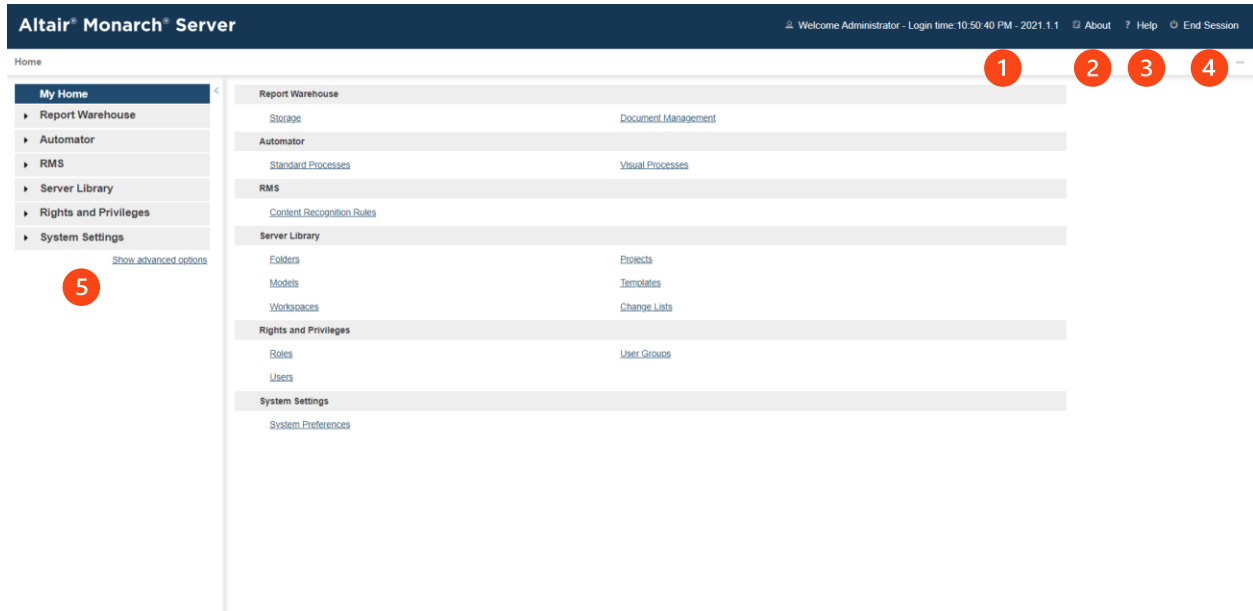 Altair® Monarch® Server
Welcome Administrator - Login time:10:50:40 PM - 2021.1.1 About ? Help End Session
Home
1 2 3 4
My Home
Report Warehouse
Automator
RMS
Server Library
Rights and Privileges
System Settings
Show advanced options
5
Report Warehouse
Storage Document Management
Automator
Standard Processes Visual Processes
RMS
Content Recognition Rules
Server Library
Folders Projects
Models Templates
Workspaces Change Lists
Rights and Privileges
Roles User Groups
Users
System Settings
System Preferences